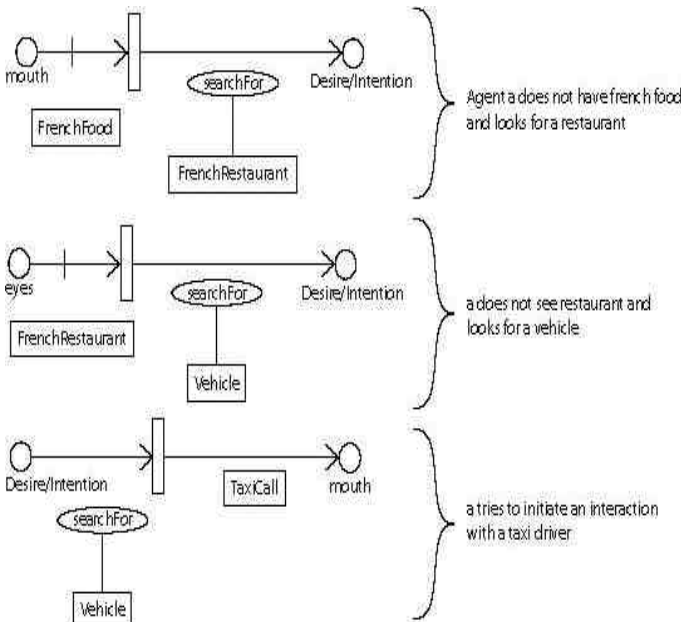 mouth
searchFor
Desire/Intention
FrenchFood
FrenchRestaurant
Agent a does not have french food
and looks for a restaurant
eyes
searchFor
Desire/Intention
FrenchRestaurant
Vehicle
a does not see restaurant and
looks for a vehicle
Desire/Intention
TaxiCall
mouth
searchFor
Vehicle
a tries to initiate an interaction
with a taxi driver